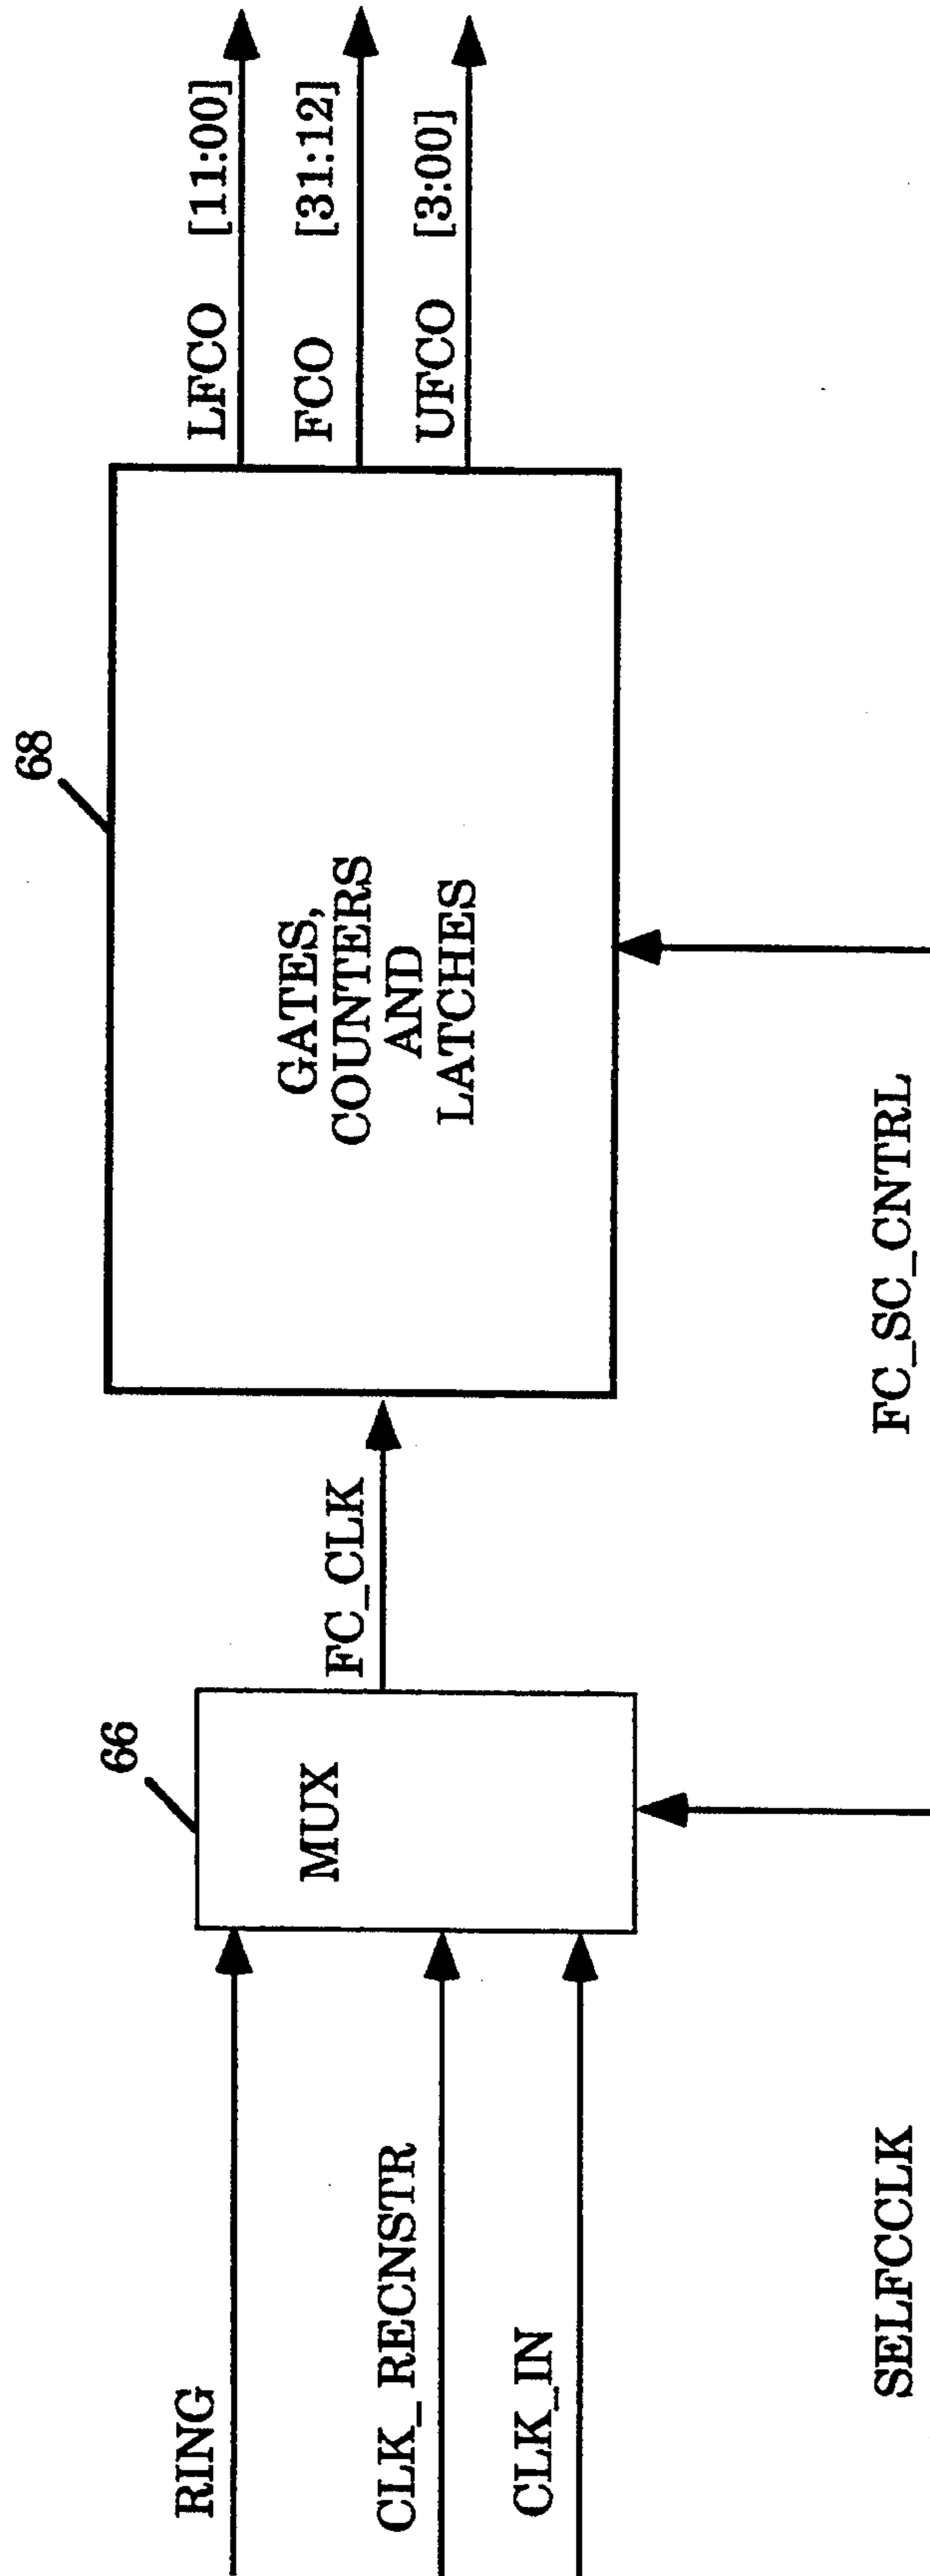 RING
CLK_RECNSTR
CLK_IN
SELFCCLK
66
MUX
FC_CLK
68
GATES,
COUNTERS
AND
LATCHES
FC_SC_CNTRL
LFCO [11:00]
FCO [31:12]
UFCO [3:00]